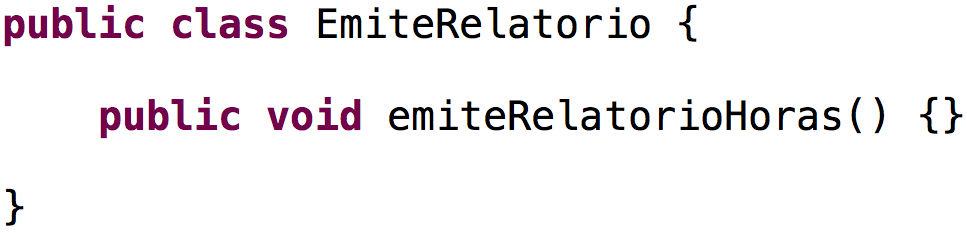 public class EmiteRelatorio {
public void emiteRelatorioHoras() {}
}